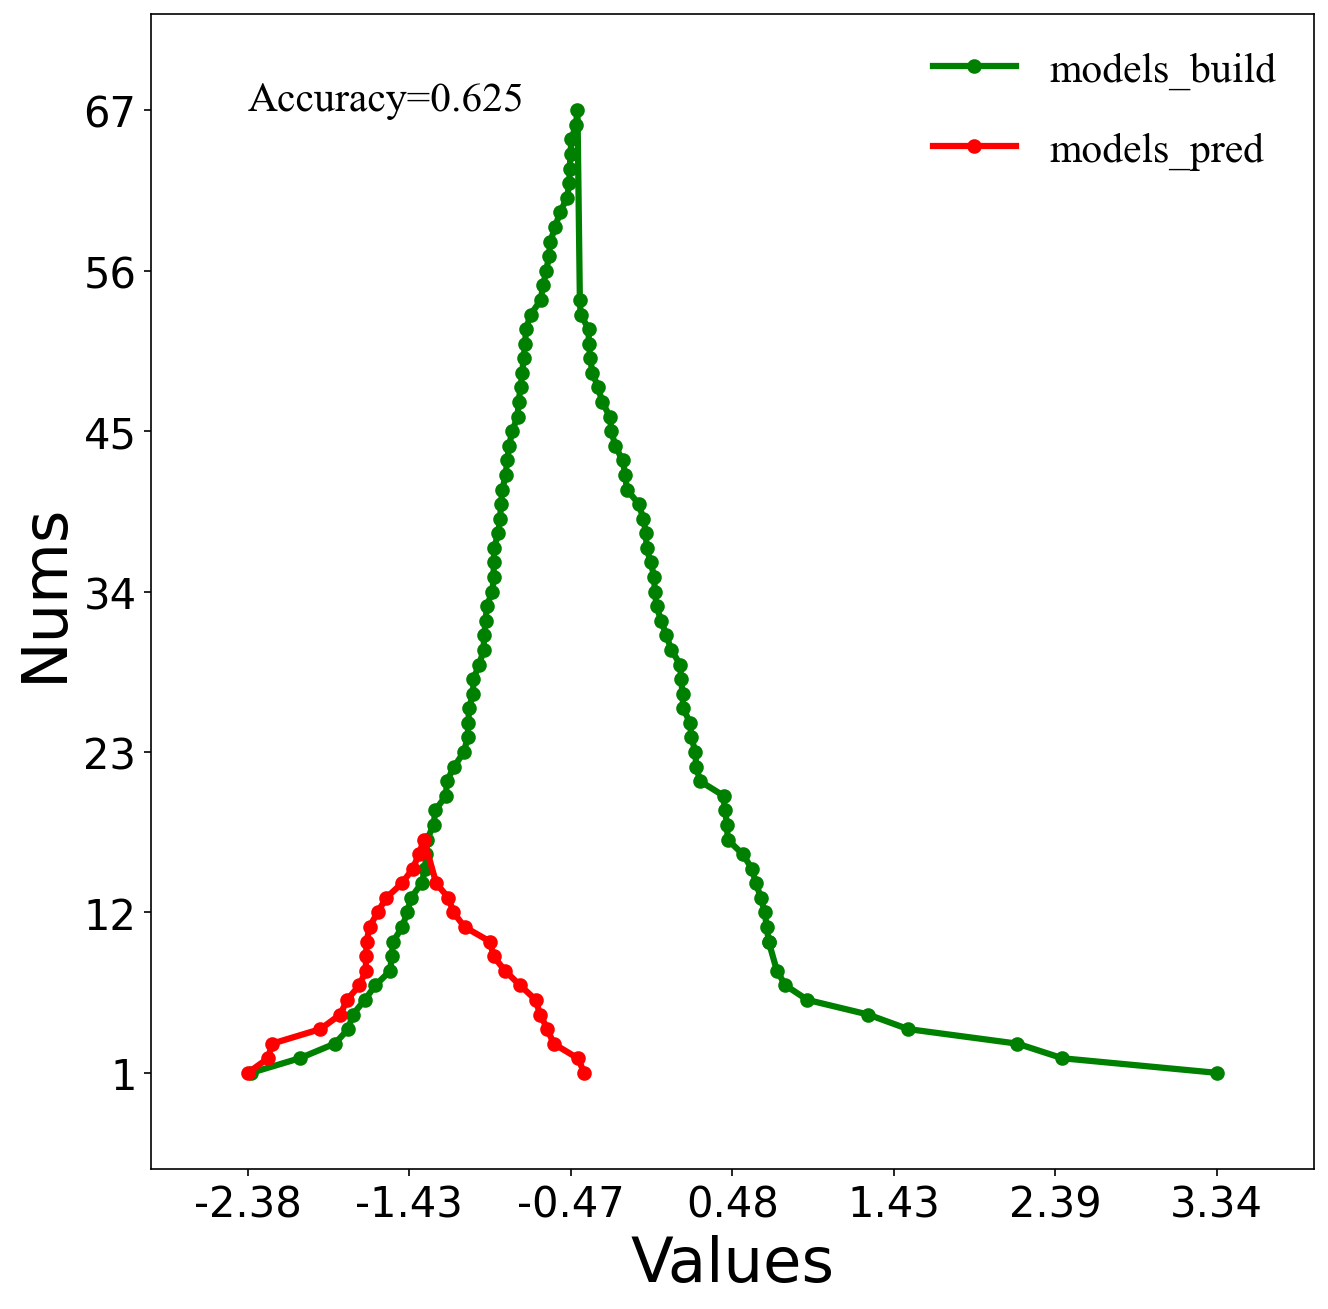 models_build
Accuracy=0.625
models_pred
67
56
45
34
23
12
1
Nums
-2.38 -1.43 -0.47 0.48 1.43 2.39 3.34
Values